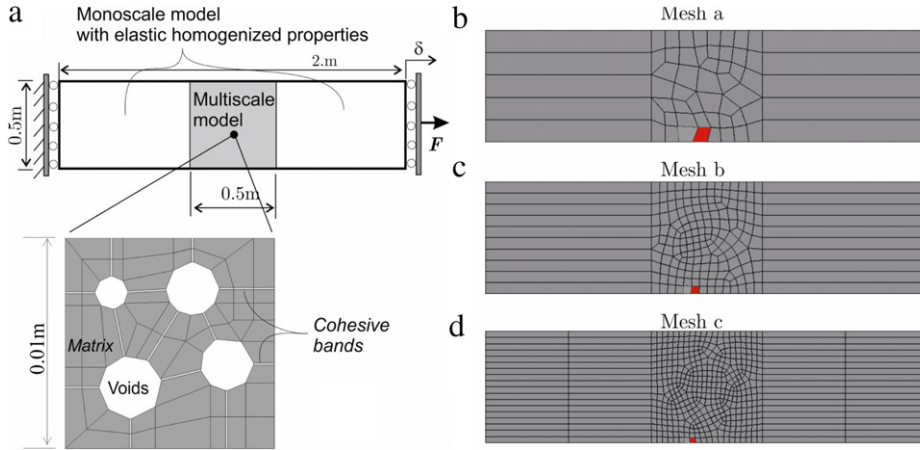 a
Monoscale model
with elastic homogenized properties
δ
2.m
0.5m
Multiscale
model
F
0.5m
0.01m
Matrix
Voids
Cohesive
bands
b
Mesh a
c
Mesh b
d
Mesh c